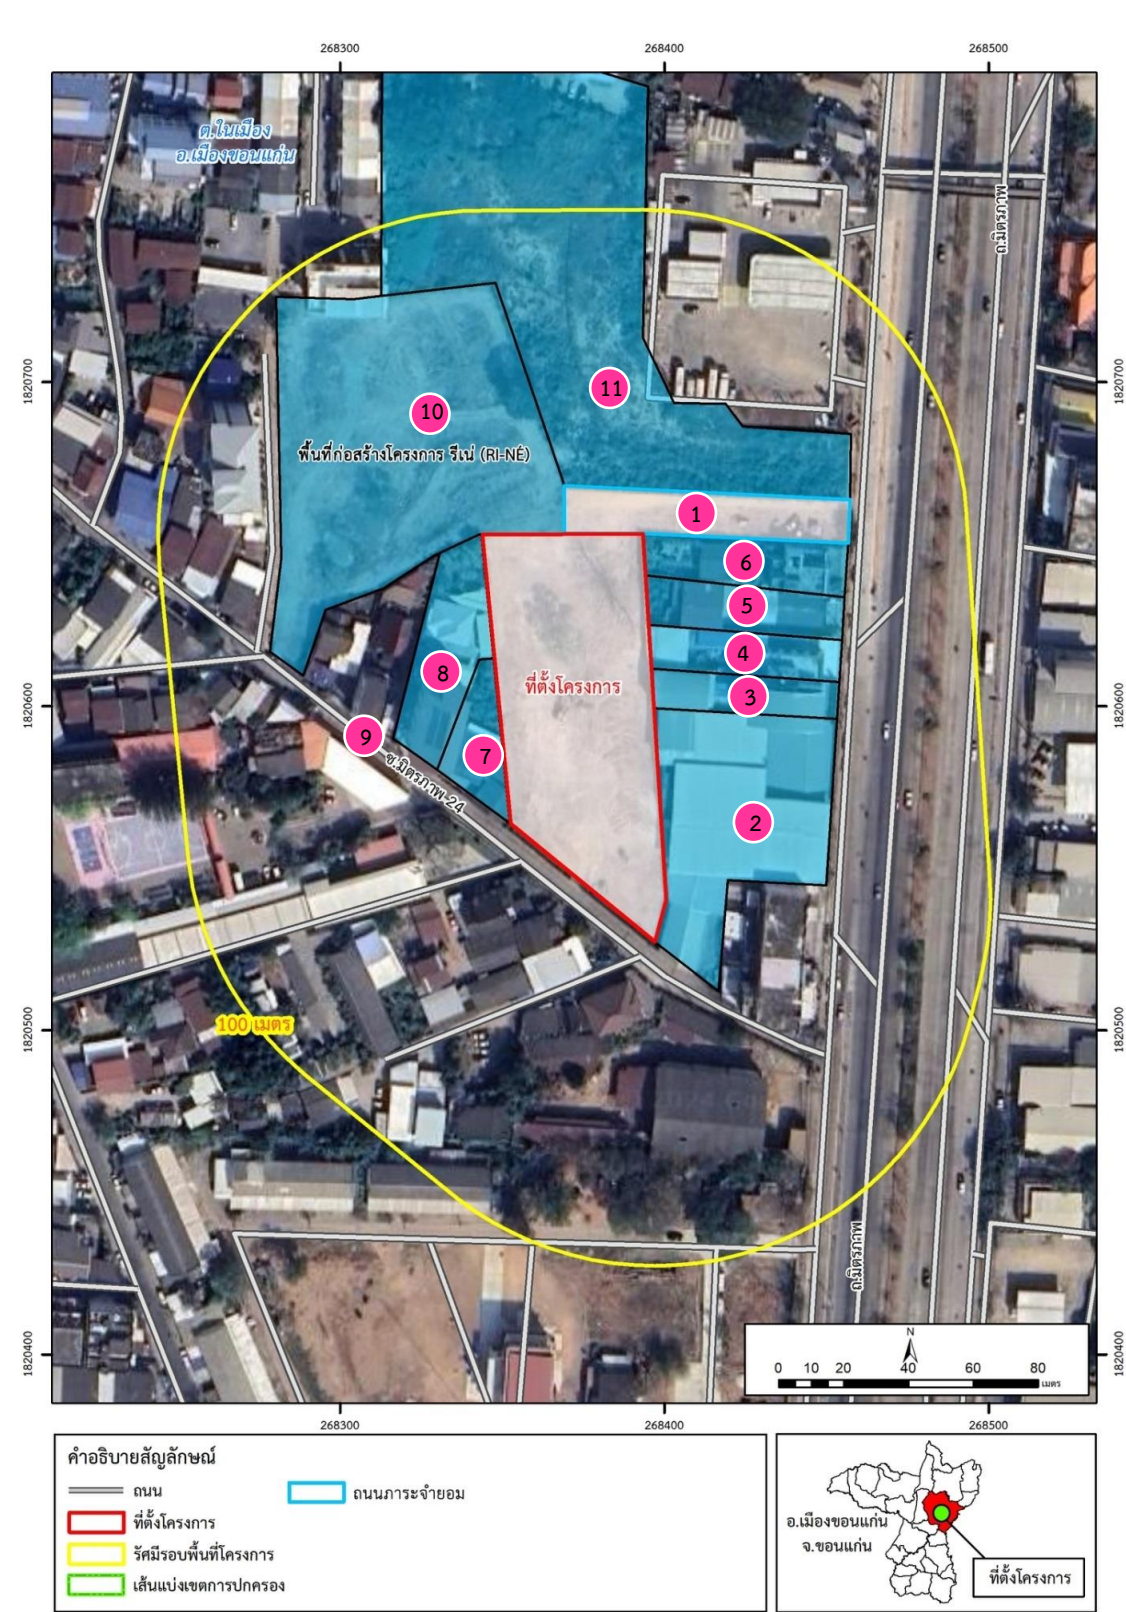 268300 268400 268500
ต.ในเมือง
อ.เมืองขอนแก่น
ถ.มิตรภาพ
1820700 1820700
11
10
พื้นที่ก่อสร้างโครงการ รีเน่ (RI-NÉ)
1
6
5
4
8
ที่ตั้งโครงการ
3
1820600 1820600
9
7
ซ.มิตรภาพ 24
2
100 เมตร
1820500 1820500
ถ.มิตรภาพ
N
0 10 20 40 60 80
เมตร
1820400 1820400
268300 268400 268500
คำอธิบายสัญลักษณ์
ถนน
ถนนภาระจำยอม
ที่ตั้งโครงการ
รัศมีรอบพื้นที่โครงการ
เส้นแบ่งเขตการปกครอง
อ.เมืองขอนแก่น
จ.ขอนแก่น
ที่ตั้งโครงการ